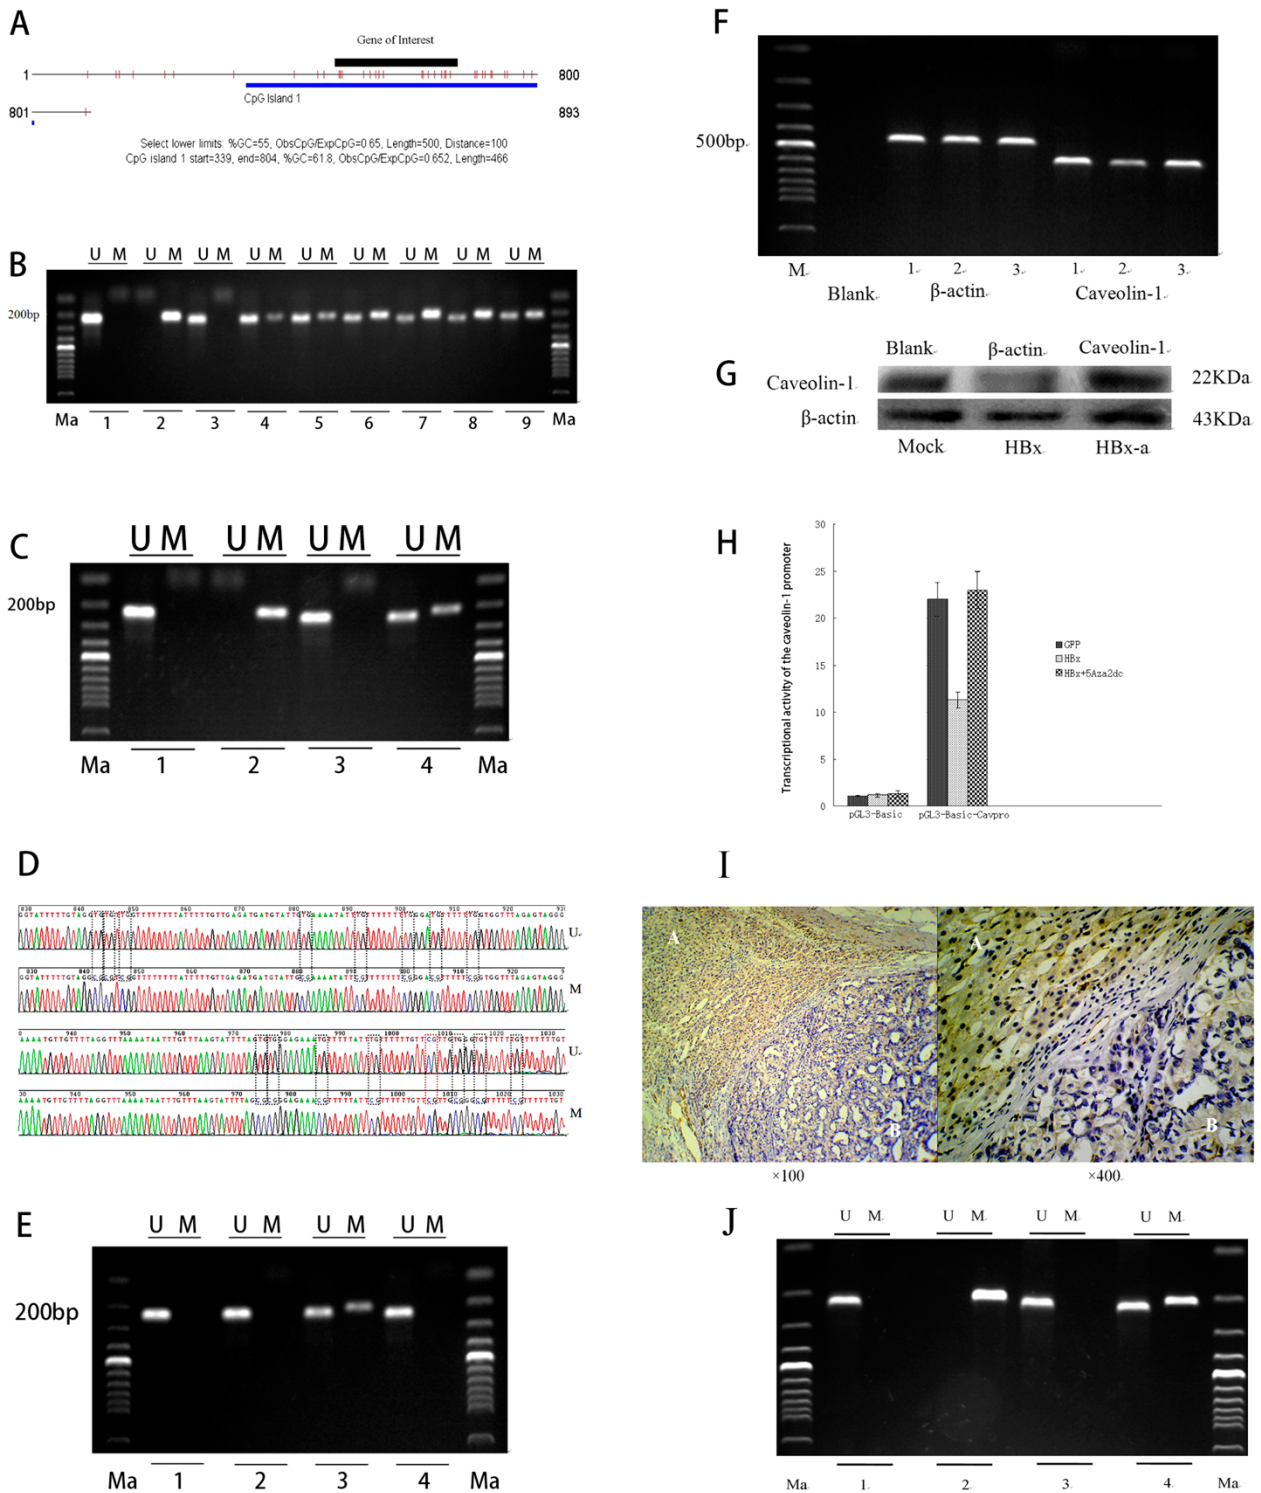 A
Gene of Interest
1
800
CpG Island 1
801
893
Select lower limits: %GC=55, ObsCpG/ExpCpG=0.65, Length=500, Distance=100
CpG island 1 start=339, end=804, %GC=61.8, ObsCpG/ExpCpG=0.652, Length=466
B
U M U M U M U M U M U M U M U M U M
200bp
Ma 1 2 3 4 5 6 7 8 9 Ma
C
U M U M U M U M
200bp
Ma 1 2 3 4 Ma
D
U
M
U
M
E
U M U M U M U M
200bp
Ma 1 2 3 4 Ma
F
500bp
M 1 2 3 1 2 3
Blank β-actin Caveolin-1
G
Blank β-actin Caveolin-1
Caveolin-1 22KDa
β-actin 43KDa
Mock HBx HBx-a
H
Transcriptional activity of the caveolin-1 promoter
30
25
20
15
10
5
0
GFP
HBx
HBx+5Aza2dc
pGL3-Basic pGL3-Basic-Cavpro
I
A A
B B
×100 ×400
J
U M U M U M U M
Ma 1 2 3 4 Ma